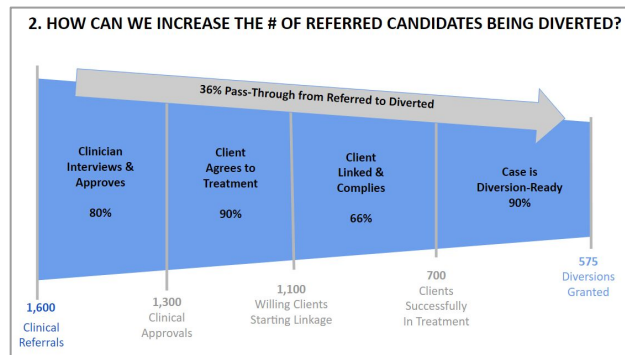 2. HOW CAN WE INCREASE THE # OF REFERRED CANDIDATES BEING DIVERTED?
36% Pass-Through from Referred to Diverted
Clinician
Interviews &
Approves
80%
Client
Agrees to
Treatment
90%
Client
Linked &
Complies
66%
Case is
Diversion-Ready
90%
1,600
Clinical
Referrals
1,300
Clinical
Approvals
1,100
Willing Clients
Starting Linkage
700
Clients
Successfully
In Treatment
575
Diversions
Granted